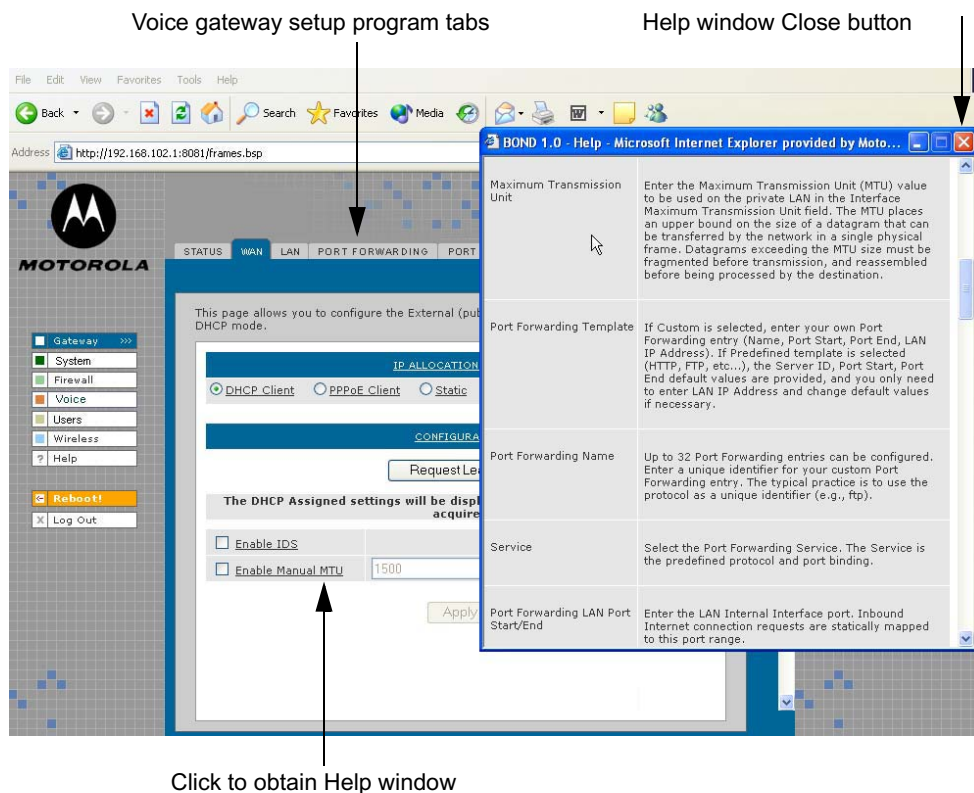 Voice gateway setup program tabs
Help window Close button
File Edit View Favorites Tools Help
Back Search Favorites Media
Address http://192.168.102.1:8081/frames.bsp
BOND 1.0 - Help - Microsoft Internet Explorer provided by Moto...
MOTOROLA
STATUS WAN LAN PORT FORWARDING PORT
This page allows you to configure the External (pub
DHCP mode.
Gateway >>>
System
Firewall
Voice
Users
Wireless
? Help
Reboot!
X Log Out
IP ALLOCATION
DHCP Client PPPoE Client Static
CONFIGURA
Request Lea
The DHCP Assigned settings will be displ
acquire
Enable IDS
Enable Manual MTU 1500
Apply
Maximum Transmission
Unit
Enter the Maximum Transmission Unit (MTU) value
to be used on the private LAN in the Interface
Maximum Transmission Unit field. The MTU places
an upper bound on the size of a datagram that can
be transferred by the network in a single physical
frame. Datagrams exceeding the MTU size must be
fragmented before transmission, and reassembled
before being processed by the destination.
Port Forwarding Template
If Custom is selected, enter your own Port
Forwarding entry (Name, Port Start, Port End, LAN
IP Address). If Predefined template is selected
(HTTP, FTP, etc...), the Server ID, Port Start, Port
End default values are provided, and you only need
to enter LAN IP Address and change default values
if necessary.
Port Forwarding Name
Up to 32 Port Forwarding entries can be configured.
Enter a unique identifier for your custom Port
Forwarding entry. The typical practice is to use the
protocol as a unique identifier (e.g., ftp).
Service
Select the Port Forwarding Service. The Service is
the predefined protocol and port binding.
Port Forwarding LAN Port
Start/End
Enter the LAN Internal Interface port. Inbound
Internet connection requests are statically mapped
to this port range.
Click to obtain Help window